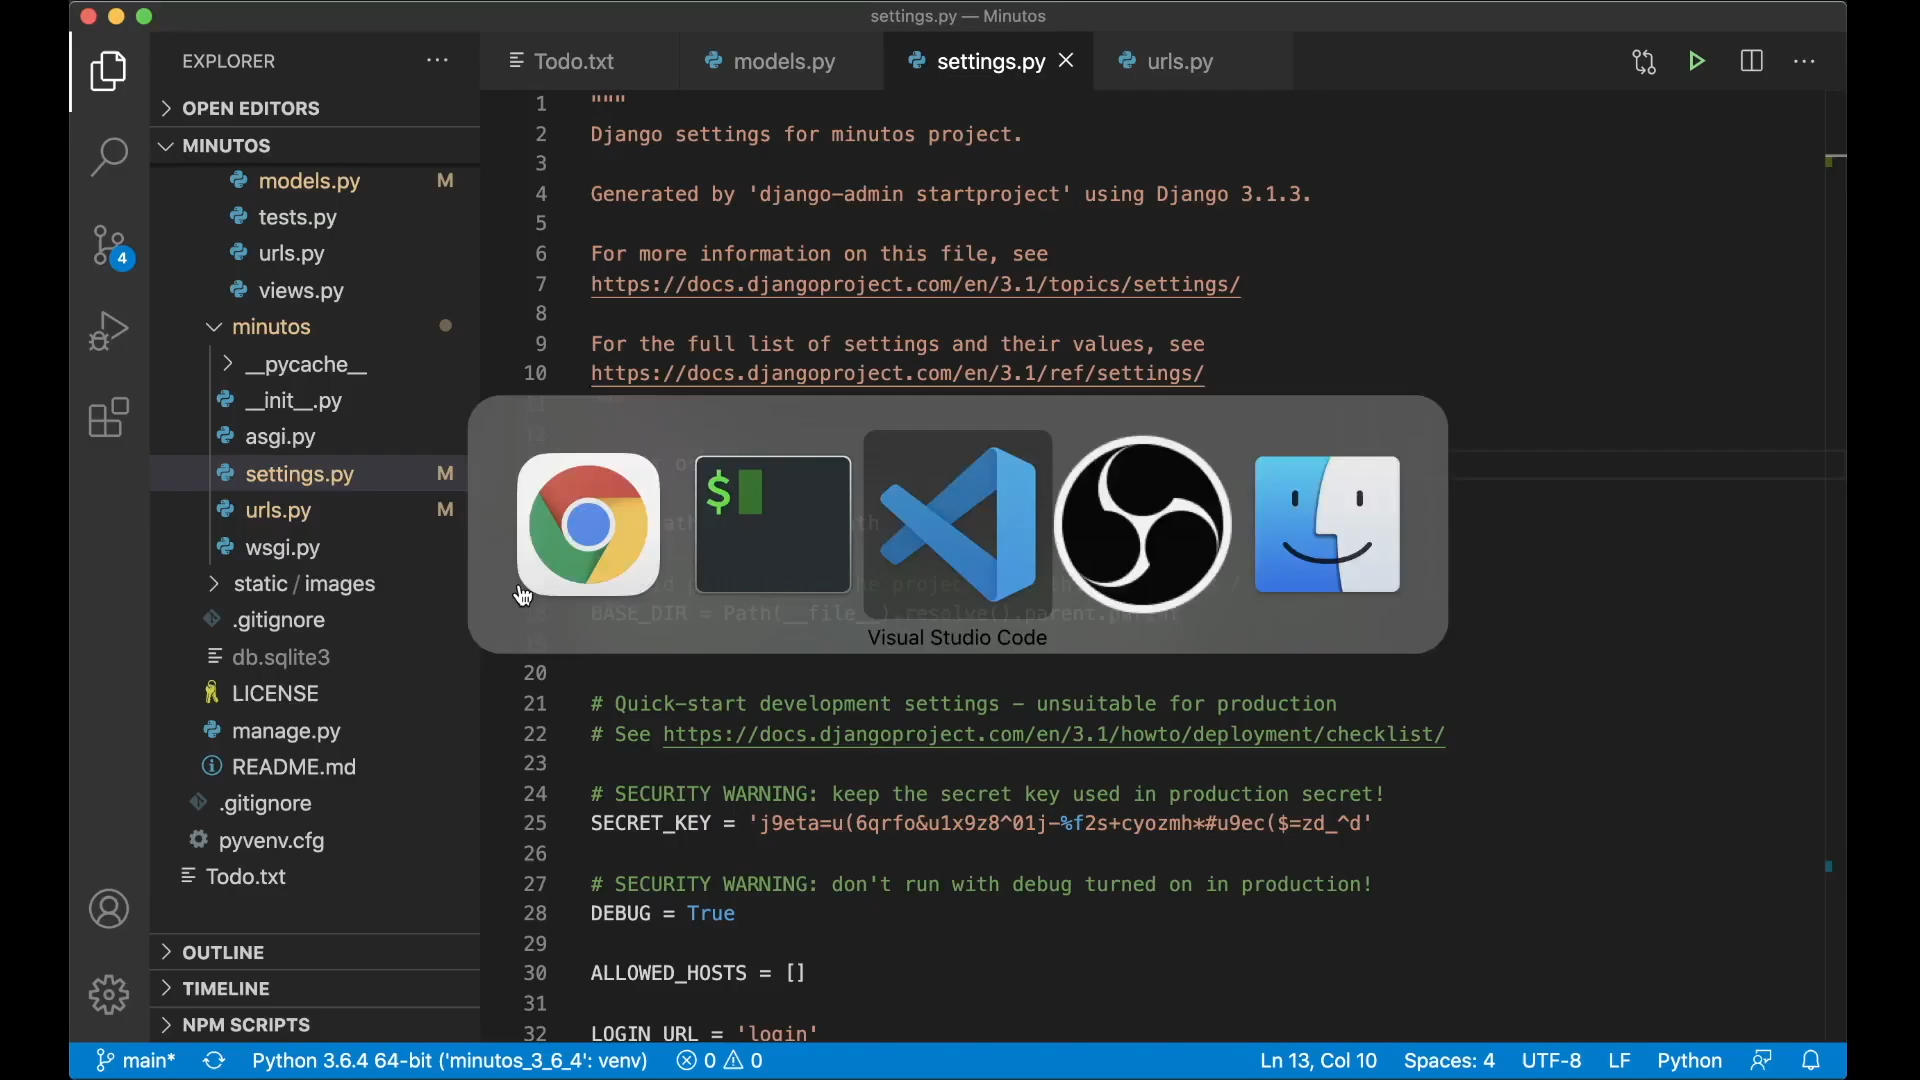 settings.py — Minutos
EXPLORER
Todo.txt
models.py
settings.py
urls.py
OPEN EDITORS
MINUTOS
models.py M
tests.py
urls.py
views.py
minutos
__pycache__
__init__.py
asgi.py
settings.py M
urls.py M
wsgi.py
static / images
.gitignore
db.sqlite3
LICENSE
manage.py
README.md
.gitignore
pyvenv.cfg
Todo.txt
OUTLINE
TIMELINE
NPM SCRIPTS
4
1 """
2 Django settings for minutos project.
3
4 Generated by 'django-admin startproject' using Django 3.1.3.
5
6 For more information on this file, see
7 https://docs.djangoproject.com/en/3.1/topics/settings/
8
9 For the full list of settings and their values, see
10 https://docs.djangoproject.com/en/3.1/ref/settings/
$
BASE_DIR = Path(__file__).resolve().parent.parent
Visual Studio Code
20
21 # Quick-start development settings - unsuitable for production
22 # See https://docs.djangoproject.com/en/3.1/howto/deployment/checklist/
23
24 # SECURITY WARNING: keep the secret key used in production secret!
25 SECRET_KEY = 'j9eta=u(6qrfo&u1x9z8^01j-%f2s+cyozmh*#u9ec($=zd_^d'
26
27 # SECURITY WARNING: don't run with debug turned on in production!
28 DEBUG = True
29
30 ALLOWED_HOSTS = []
31
32 LOGIN_URL = 'login'
main* Python 3.6.4 64-bit ('minutos_3_6_4': venv) 0 0 Ln 13, Col 10 Spaces: 4 UTF-8 LF Python